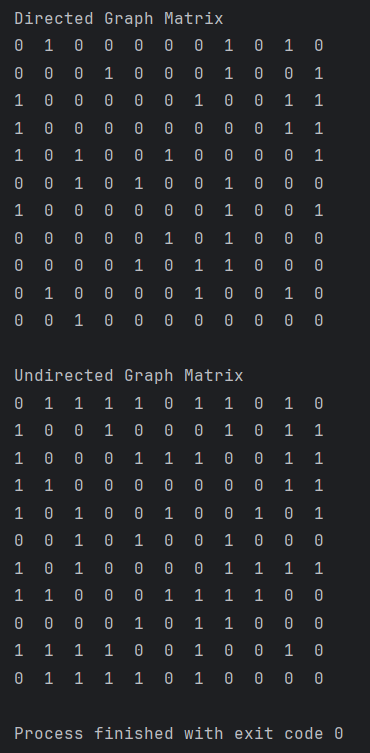 Directed Graph Matrix
0 1 0 0 0 0 0 1 0 1 0
0 0 0 1 0 0 0 1 0 0 1
1 0 0 0 0 0 1 0 0 1 1
1 0 0 0 0 0 0 0 0 1 1
1 0 1 0 0 1 0 0 0 0 1
0 0 1 0 1 0 0 1 0 0 0
1 0 0 0 0 0 0 1 0 0 1
0 0 0 0 0 1 0 1 0 0 0
0 0 0 0 1 0 1 1 0 0 0
0 1 0 0 0 0 1 0 0 1 0
0 0 1 0 0 0 0 0 0 0 0
Undirected Graph Matrix
0 1 1 1 1 0 1 1 0 1 0
1 0 0 1 0 0 0 1 0 1 1
1 0 0 0 1 1 1 0 0 1 1
1 1 0 0 0 0 0 0 0 1 1
1 0 1 0 0 1 0 0 1 0 1
0 0 1 0 1 0 0 1 0 0 0
1 0 1 0 0 0 0 1 1 1 1
1 1 0 0 0 1 1 1 1 0 0
0 0 0 0 1 0 1 1 0 0 0
1 1 1 1 0 0 1 0 0 1 0
0 1 1 1 1 0 1 0 0 0 0
Process finished with exit code 0